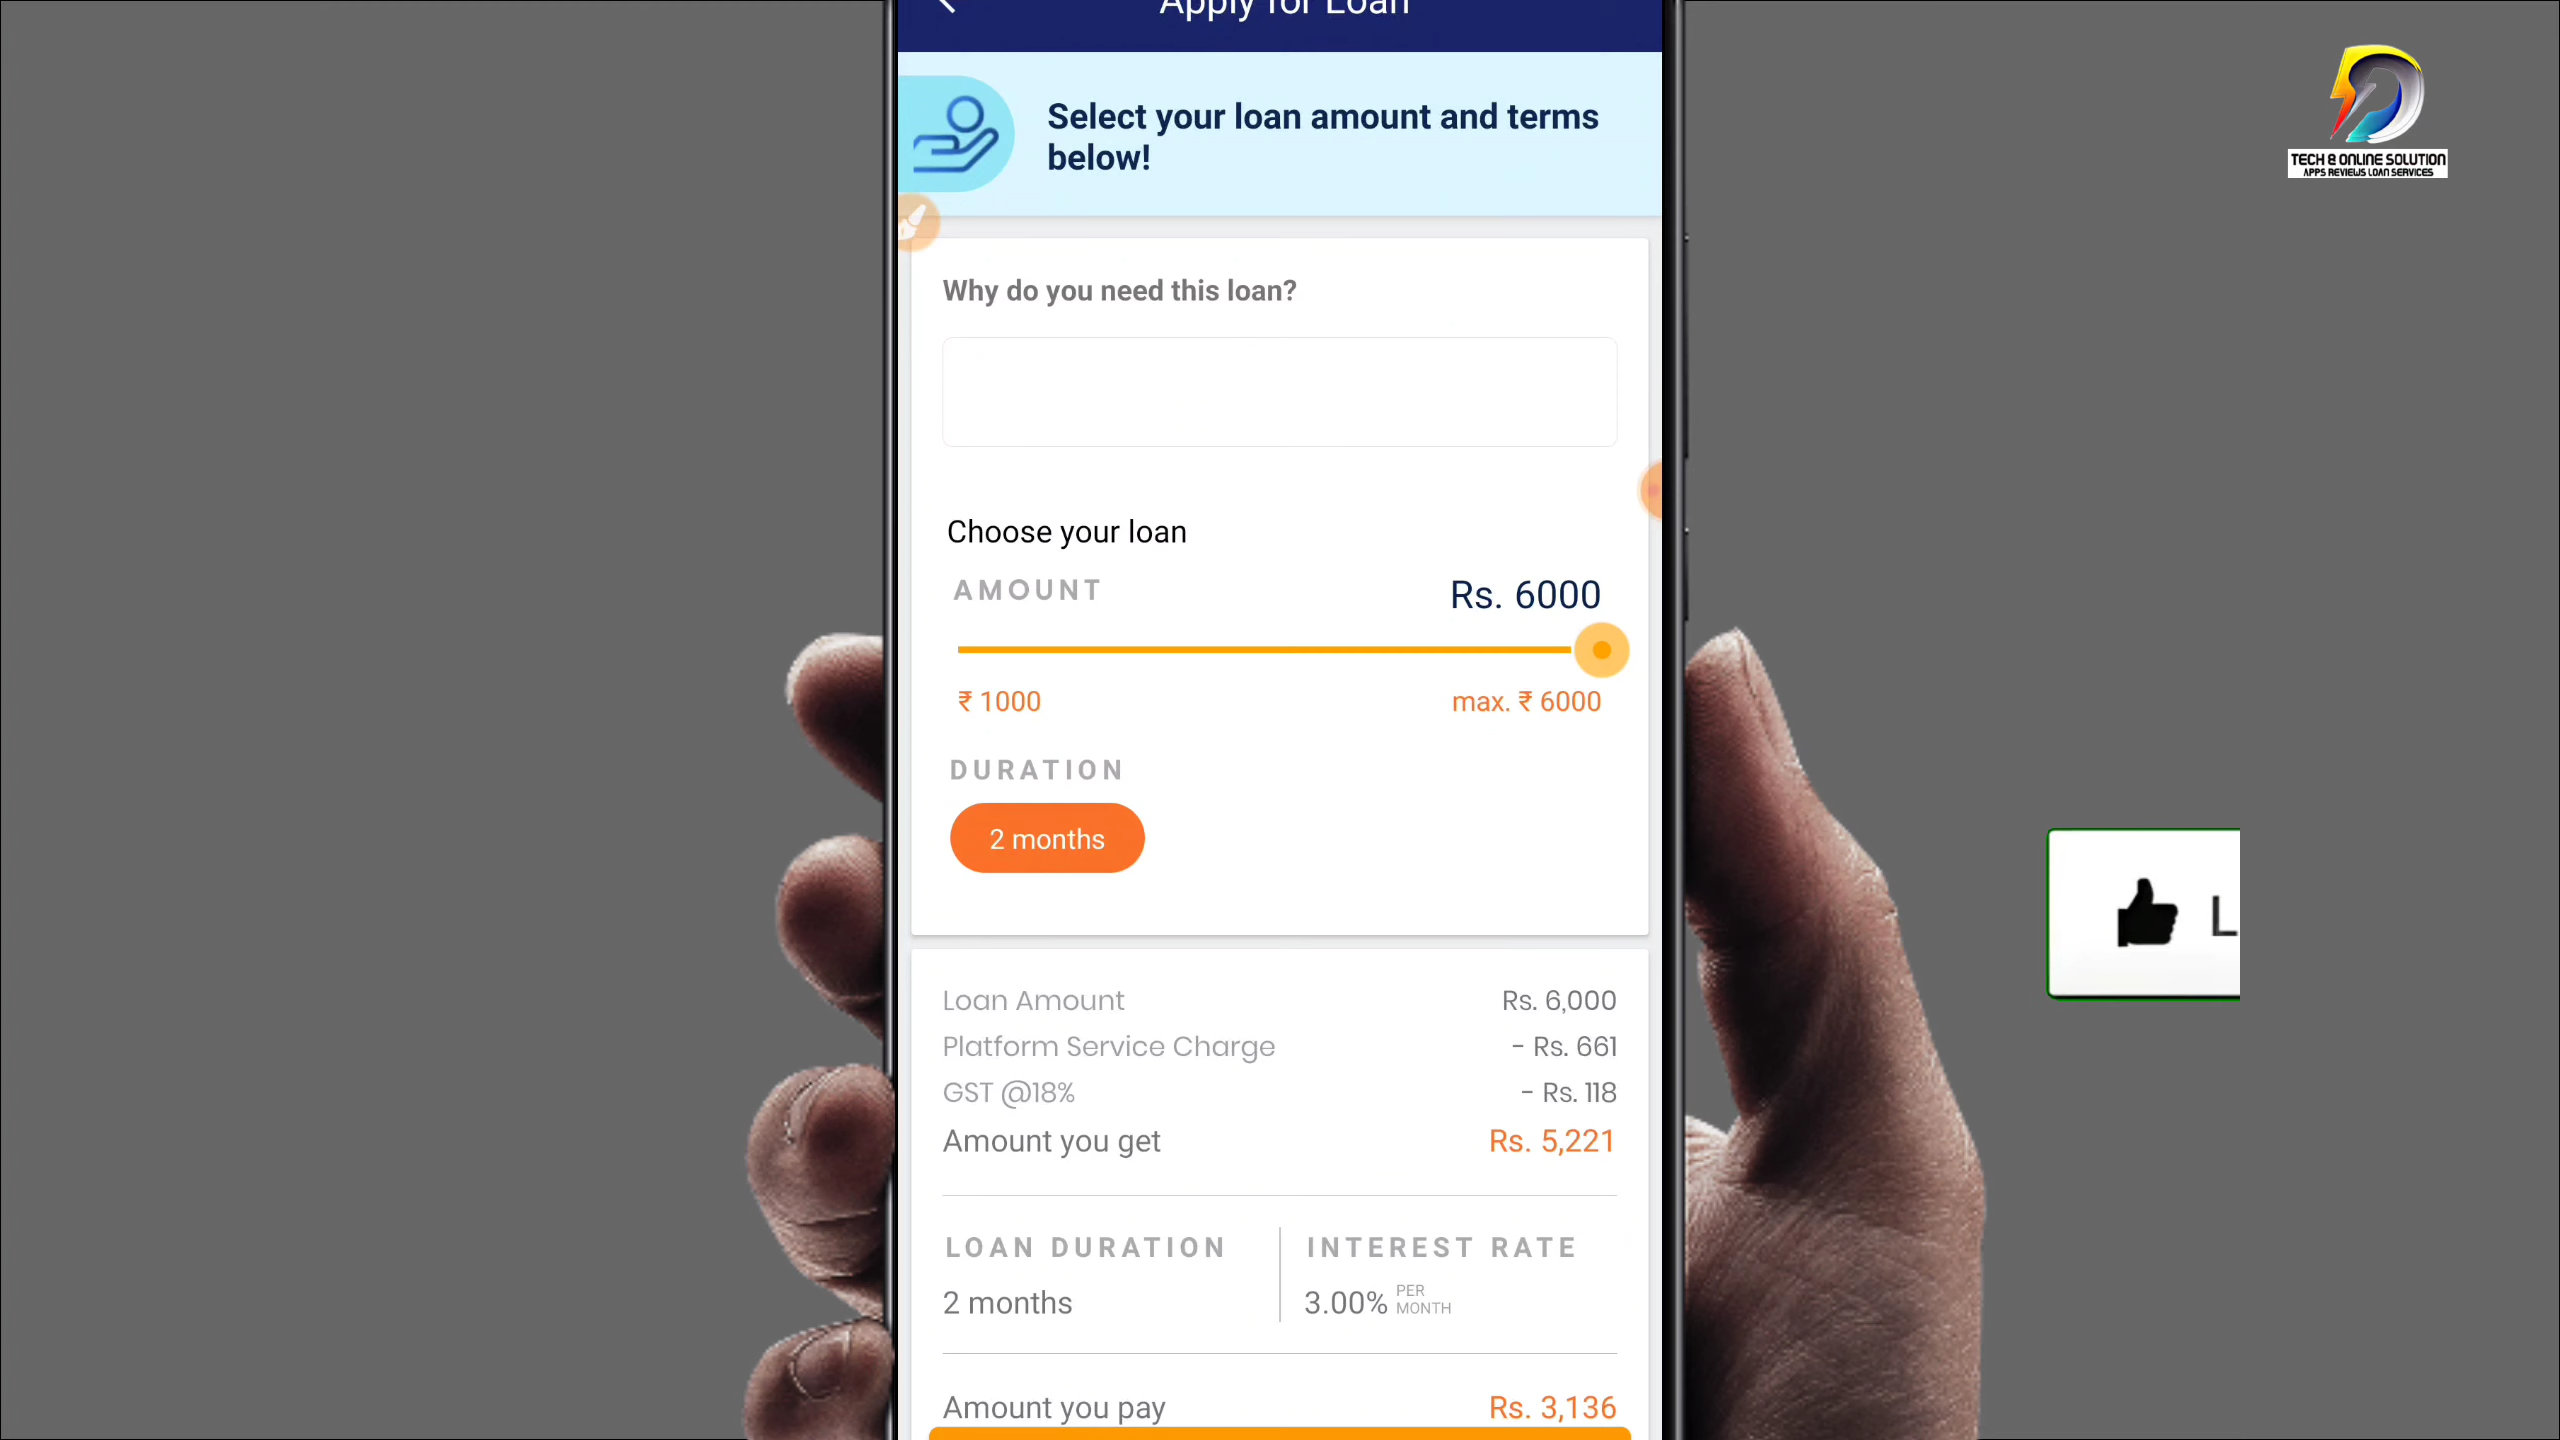 Apply for Loan
Select your loan amount and terms
below!
TECH & ONLINE SOLUTION
APPS REVIEWS LOAN SERVICES
Why do you need this loan?
Choose your loan
AMOUNT
Rs. 6000
₹ 1000
max. ₹ 6000
DURATION
2 months
L
Loan Amount
Rs. 6,000
Platform Service Charge
- Rs. 661
GST @18%
- Rs. 118
Amount you get
Rs. 5,221
LOAN DURATION
INTEREST RATE
2 months
3.00% PER
MONTH
Amount you pay
Rs. 3,136